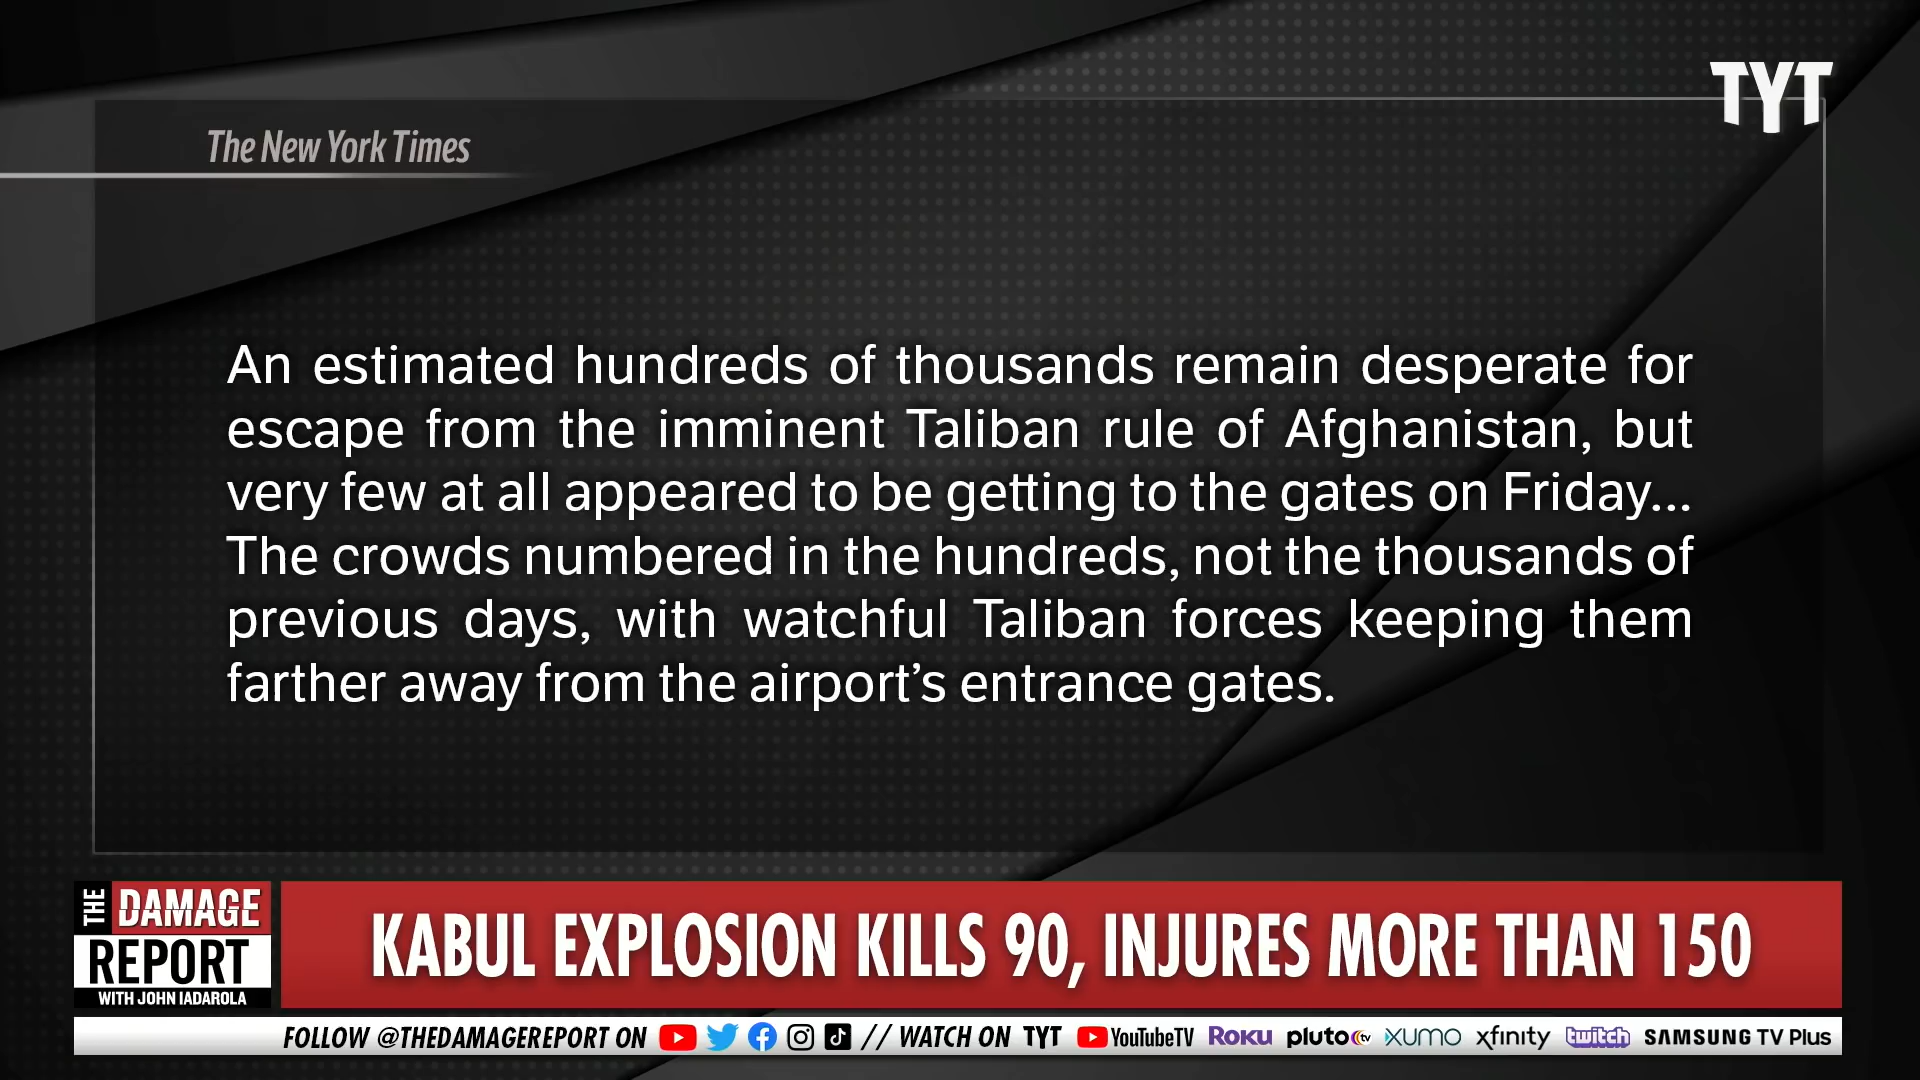 TYT
The New York Times
An estimated hundreds of thousands remain desperate for
escape from the imminent Taliban rule of Afghanistan, but
very few at all appeared to be getting to the gates on Friday...
The crowds numbered in the hundreds, not the thousands of
previous days, with watchful Taliban forces keeping them
farther away from the airport’s entrance gates.
THE DAMAGE
REPORT
WITH JOHN IADAROLA
KABUL EXPLOSION KILLS 90, INJURES MORE THAN 150
FOLLOW @THEDAMAGEREPORT ON // WATCH ON TYT YouTubeTV ROKU pluto tv XUMO xfinity twitch SAMSUNG TV Plus